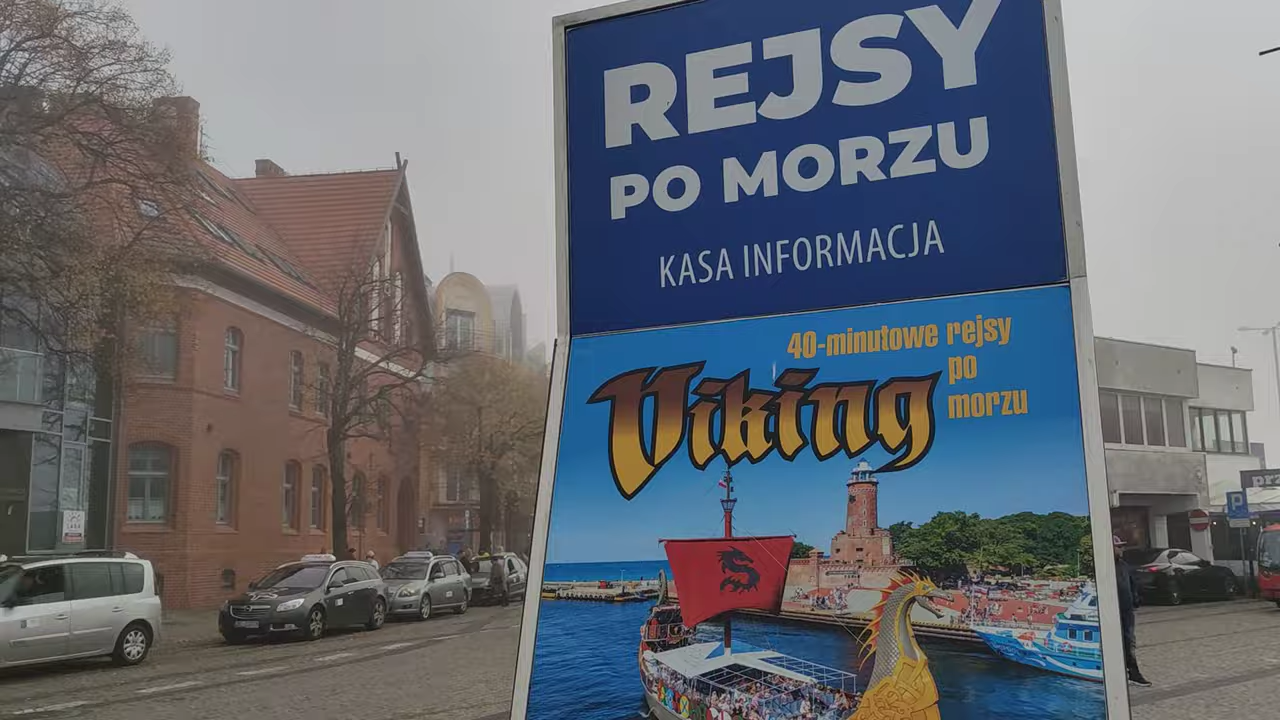 REJSY
PO MORZU
KASA INFORMACJA
40-minutowe rejsy
po
morzu
Viking
P